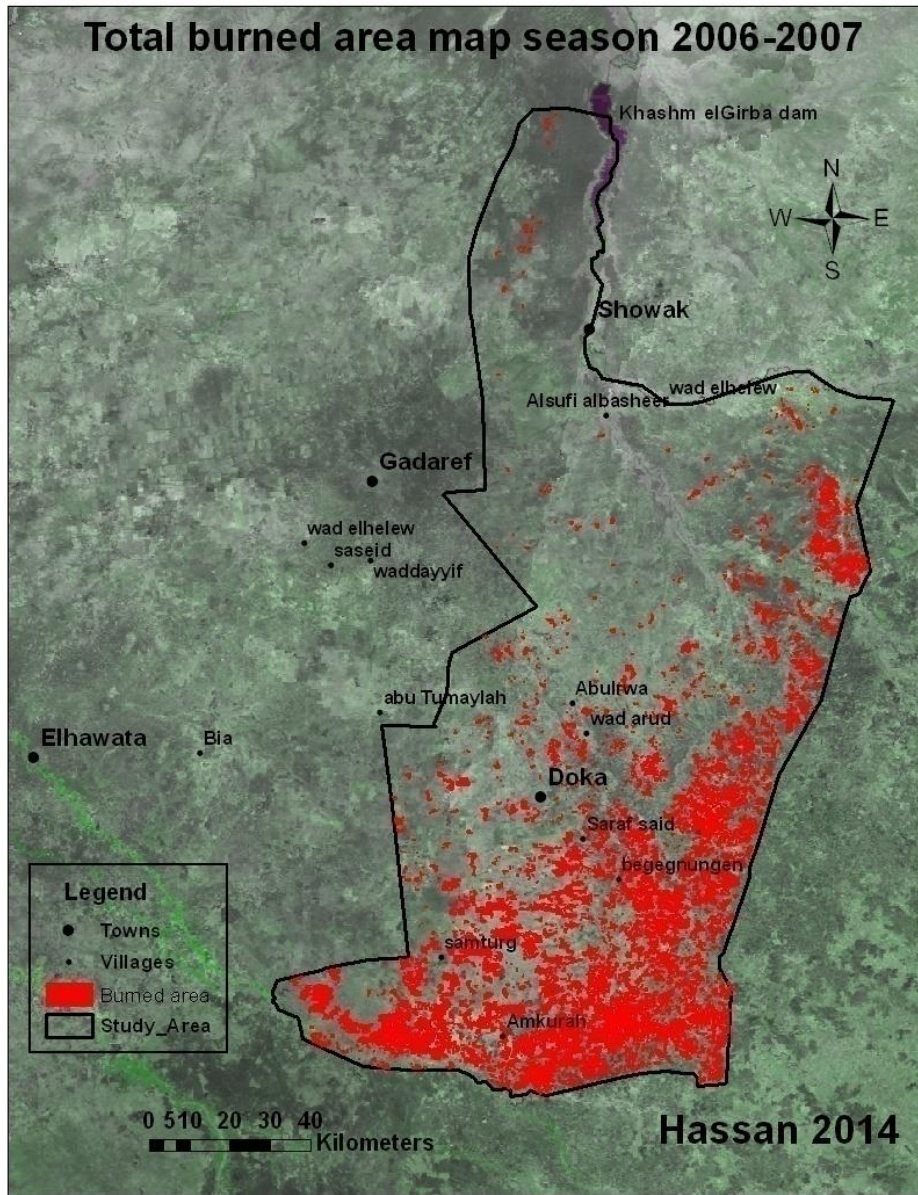 Total burned area map season 2006-2007
Khashm elGirba dam
N
W E
S
Showak
wad elhelew
Alsufi albasheer
Gadaref
wad elhelew
saseid
waddayyif
abu Tumaylah
Abulrwa
wad arud
Elhawata
Bia
Doka
Saraf said
begegnungen
samturg
Amkurah
Legend
Towns
Villages
Burned area
Study_Area
0 510 20 30 40
Kilometers
Hassan 2014